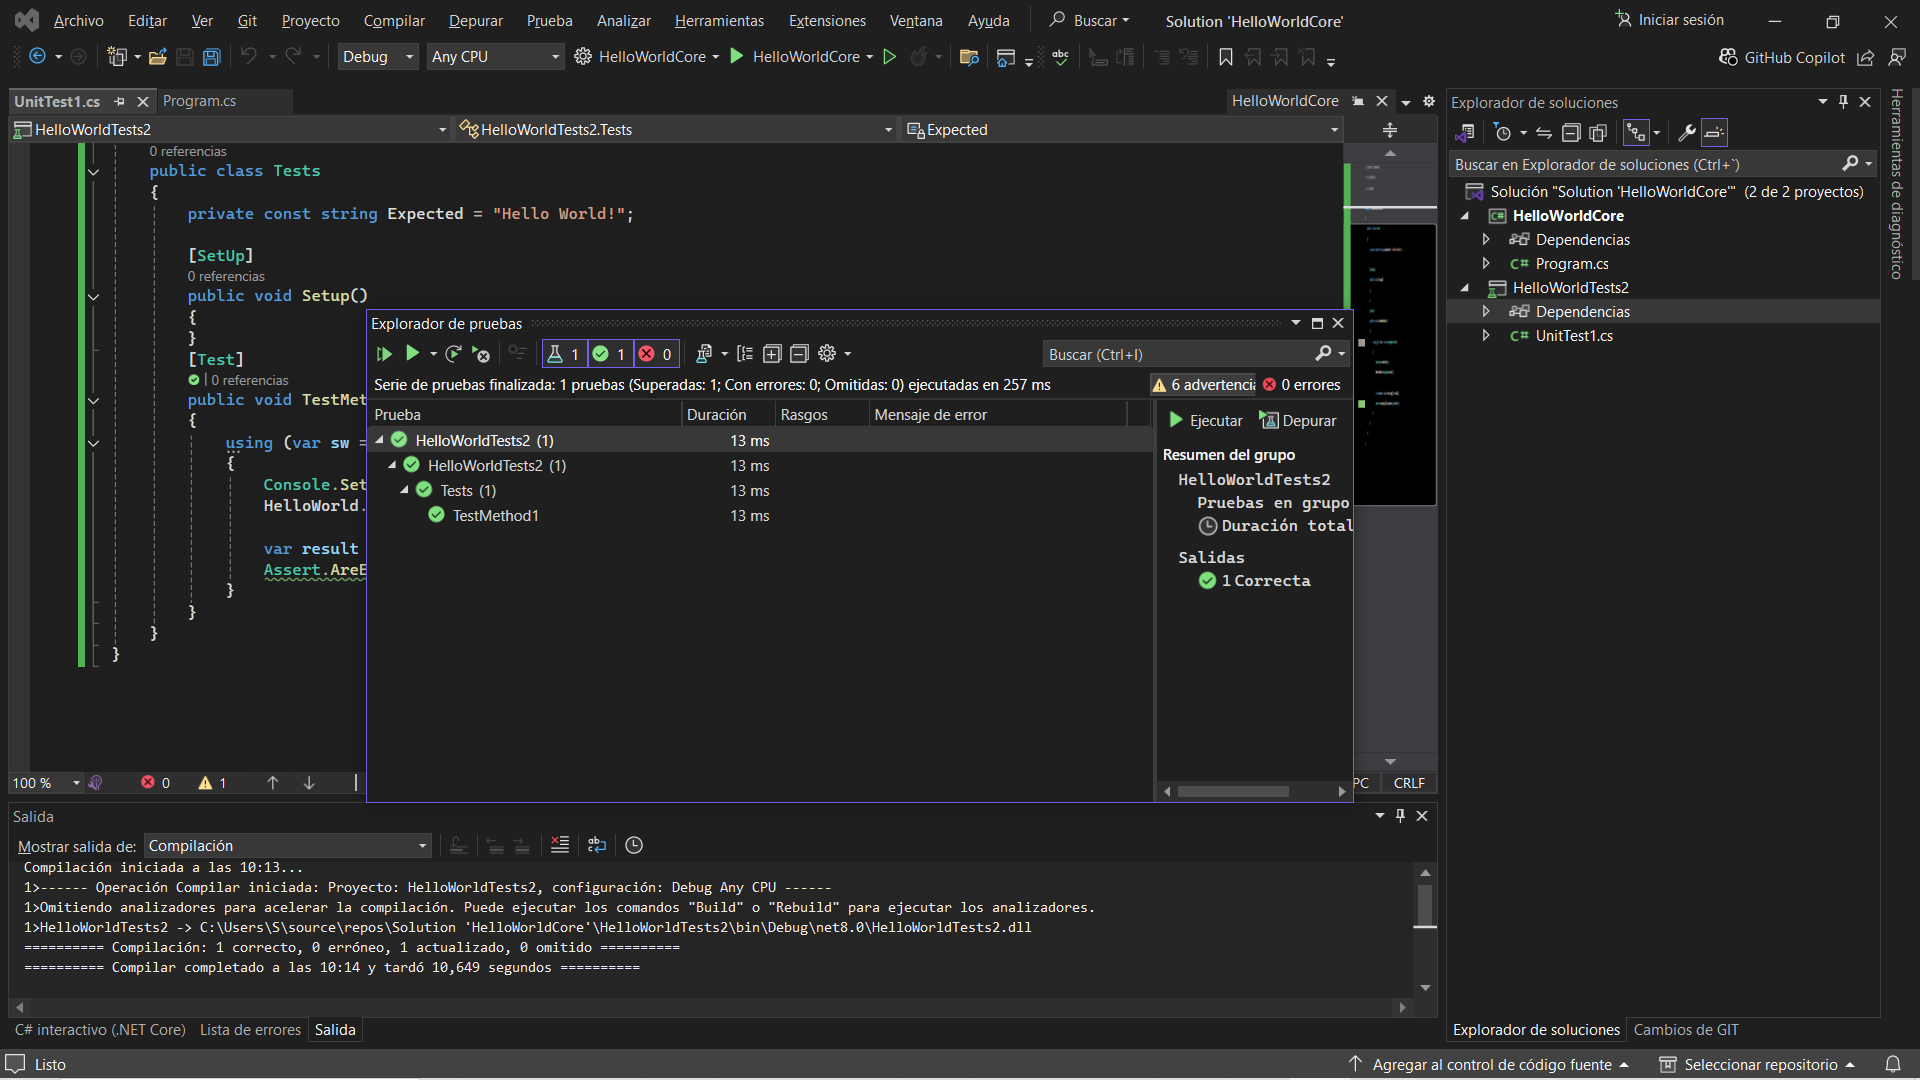 Archivo Editar Ver Git Proyecto Compilar Depurar Prueba Analizar Herramientas Extensiones Ventana Ayuda Buscar Solution 'HelloWorldCore' Iniciar sesión
Debug Any CPU HelloWorldCore HelloWorldCore abc GitHub Copilot
UnitTest1.cs Program.cs HelloWorldCore
HelloWorldTests2 HelloWorldTests2.Tests Expected
0 referencias
public class Tests
{
private const string Expected = "Hello World!";
[SetUp]
0 referencias
public void Setup()
{
}
[Test]
| 0 referencias
public void TestMet
{
using (var sw =
{
Console.Set
HelloWorld.
var result
Assert.AreE
}
}
}
}
Explorador de pruebas
1 1 0 Buscar (Ctrl+I)
Serie de pruebas finalizada: 1 pruebas (Superadas: 1; Con errores: 0; Omitidas: 0) ejecutadas en 257 ms 6 advertencia 0 errores
Prueba Duración Rasgos Mensaje de error
HelloWorldTests2 (1) 13 ms
HelloWorldTests2 (1) 13 ms
Tests (1) 13 ms
TestMethod1 13 ms
Ejecutar Depurar
Resumen del grupo
HelloWorldTests2
Pruebas en grupo
Duración total
Salidas
1 Correcta
100 % 0 1 PC CRLF
Salida
Mostrar salida de: Compilación
Compilación iniciada a las 10:13...
1>------ Operación Compilar iniciada: Proyecto: HelloWorldTests2, configuración: Debug Any CPU ------
1>Omitiendo analizadores para acelerar la compilación. Puede ejecutar los comandos "Build" o "Rebuild" para ejecutar los analizadores.
1>HelloWorldTests2 -> C:\Users\S\source\repos\Solution 'HelloWorldCore'\HelloWorldTests2\bin\Debug\net8.0\HelloWorldTests2.dll
========== Compilación: 1 correcto, 0 erróneo, 1 actualizado, 0 omitido ==========
========== Compilar completado a las 10:14 y tardó 10,649 segundos ==========
C# interactivo (.NET Core) Lista de errores Salida
Explorador de soluciones
Buscar en Explorador de soluciones (Ctrl+`)
Solución "Solution 'HelloWorldCore'" (2 de 2 proyectos)
C# HelloWorldCore
Dependencias
C# Program.cs
HelloWorldTests2
Dependencias
C# UnitTest1.cs
Explorador de soluciones Cambios de GIT
Herramientas de diagnóstico
Listo Agregar al control de código fuente Seleccionar repositorio